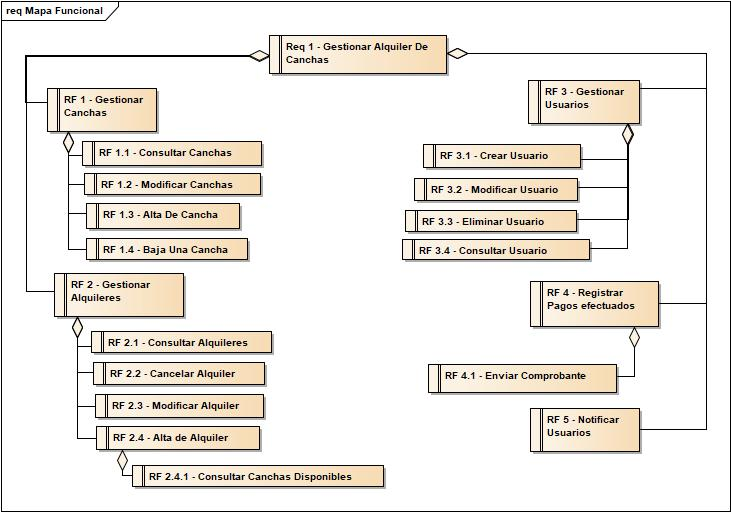 req Mapa Funcional
Req 1 - Gestionar Alquiler De
Canchas
RF 1 - Gestionar
Canchas
RF 1.1 - Consultar Canchas
RF 1.2 - Modificar Canchas
RF 1.3 - Alta De Cancha
RF 1.4 - Baja Una Cancha
RF 2 - Gestionar
Alquileres
RF 2.1 - Consultar Alquileres
RF 2.2 - Cancelar Alquiler
RF 2.3 - Modificar Alquiler
RF 2.4 - Alta de Alquiler
RF 2.4.1 - Consultar Canchas Disponibles
RF 3 - Gestionar
Usuarios
RF 3.1 - Crear Usuario
RF 3.2 - Modificar Usuario
RF 3.3 - Eliminar Usuario
RF 3.4 - Consultar Usuario
RF 4 - Registrar
Pagos efectuados
RF 4.1 - Enviar Comprobante
RF 5 - Notificar
Usuarios